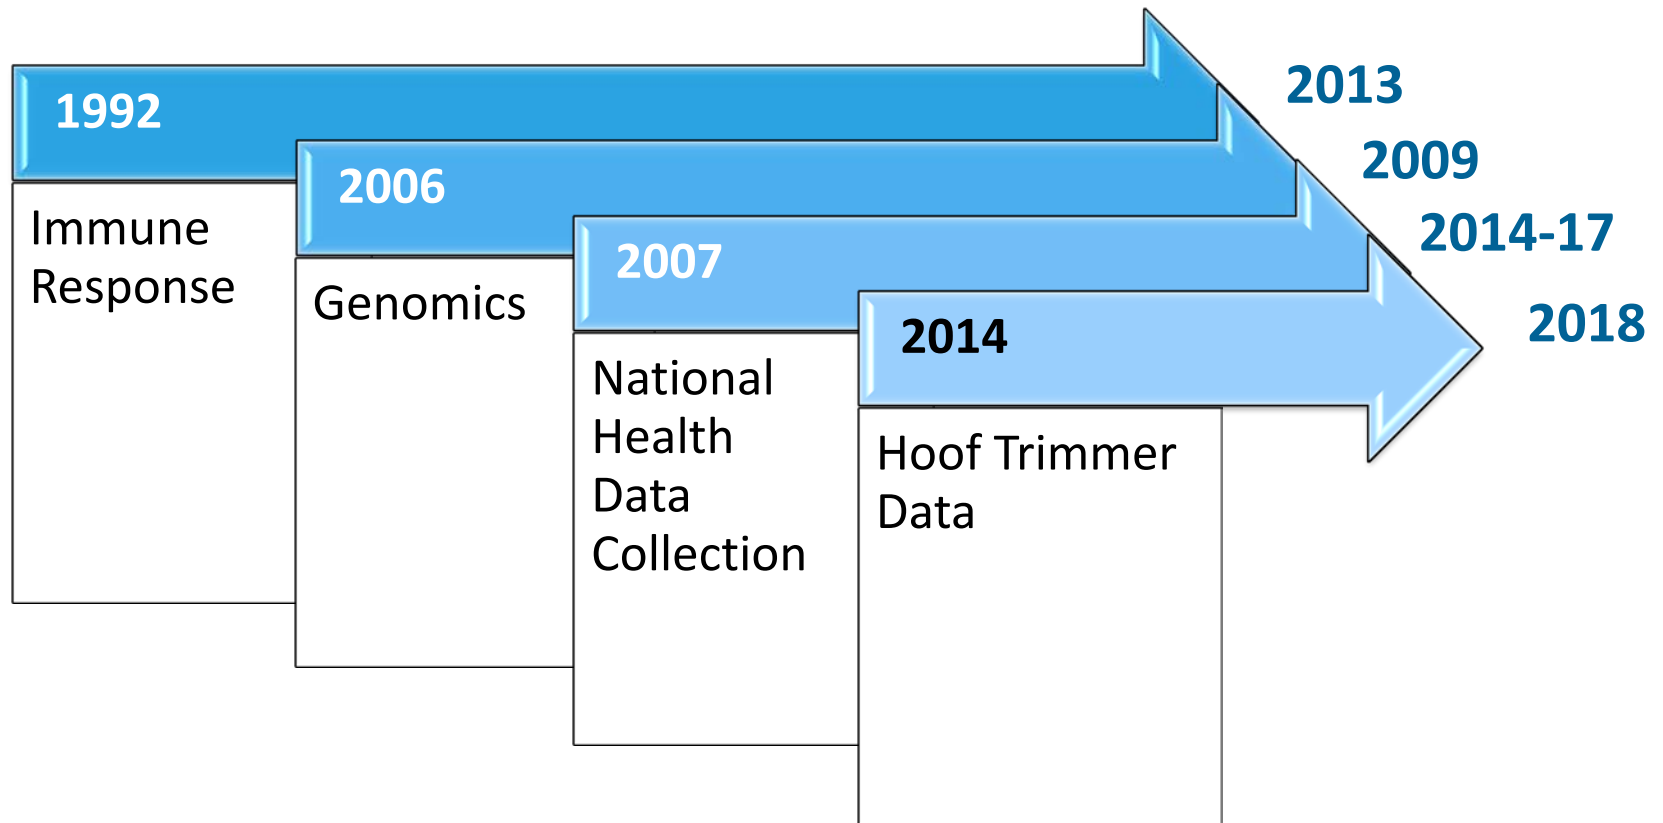 1992
2013
2006
2009
Immune
Response
2007
2014-17
Genomics
2014
2018
National
Health
Data
Collection
Hoof Trimmer
Data